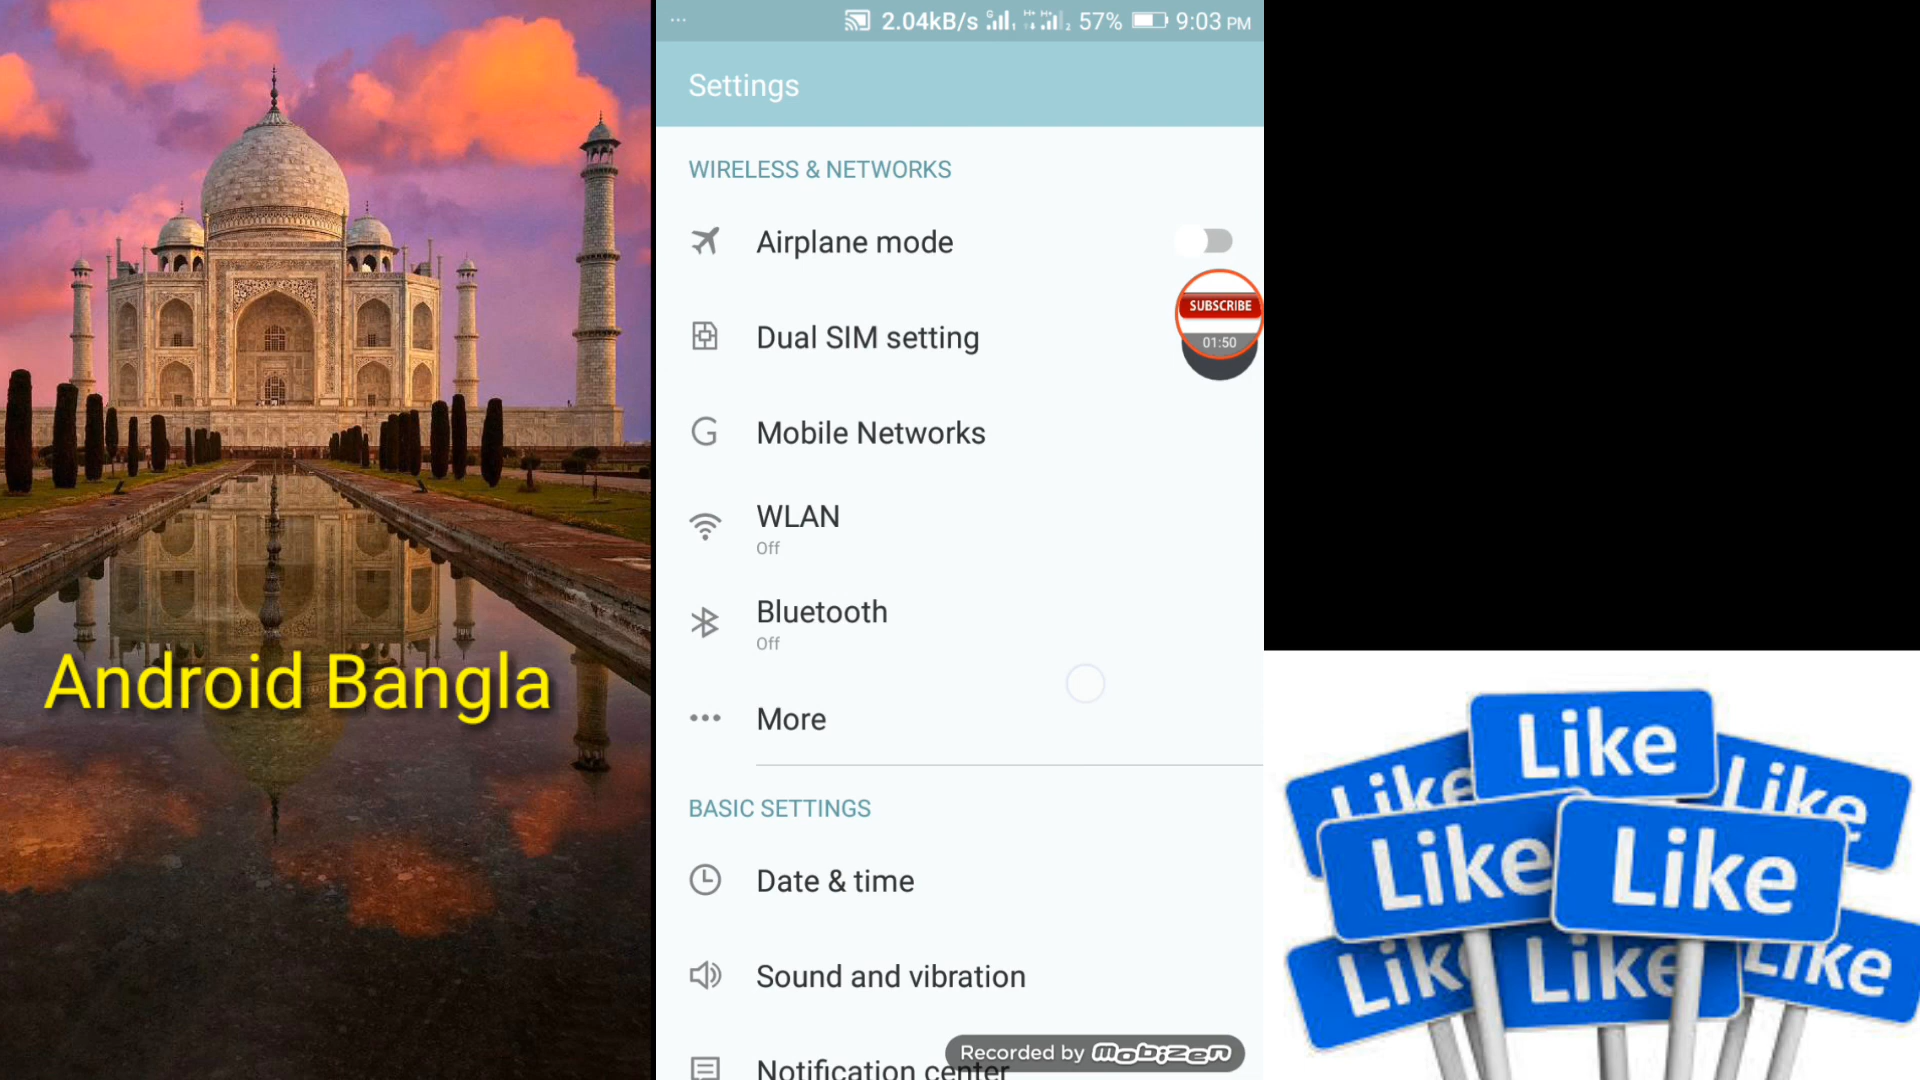 Android Bangla
2.04kB/s G 1 H+ H+ 2 57% 9:03 PM
Settings
WIRELESS & NETWORKS
Airplane mode
SUBSCRIBE
01:50
Dual SIM setting
G Mobile Networks
WLAN
Off
Bluetooth
Off
More
BASIC SETTINGS
Date & time
Sound and vibration
Notification center
Recorded by mobizen
Like
Like
Like
Like
Like
Like
Like
Like